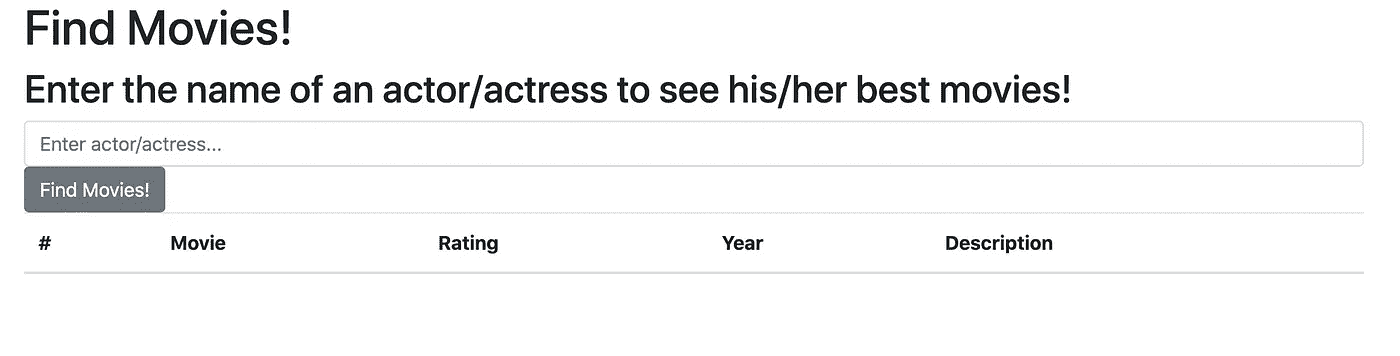 Find Movies!
Enter the name of an actor/actress to see his/her best movies!
Enter actor/actress...
Find Movies!
# Movie Rating Year Description